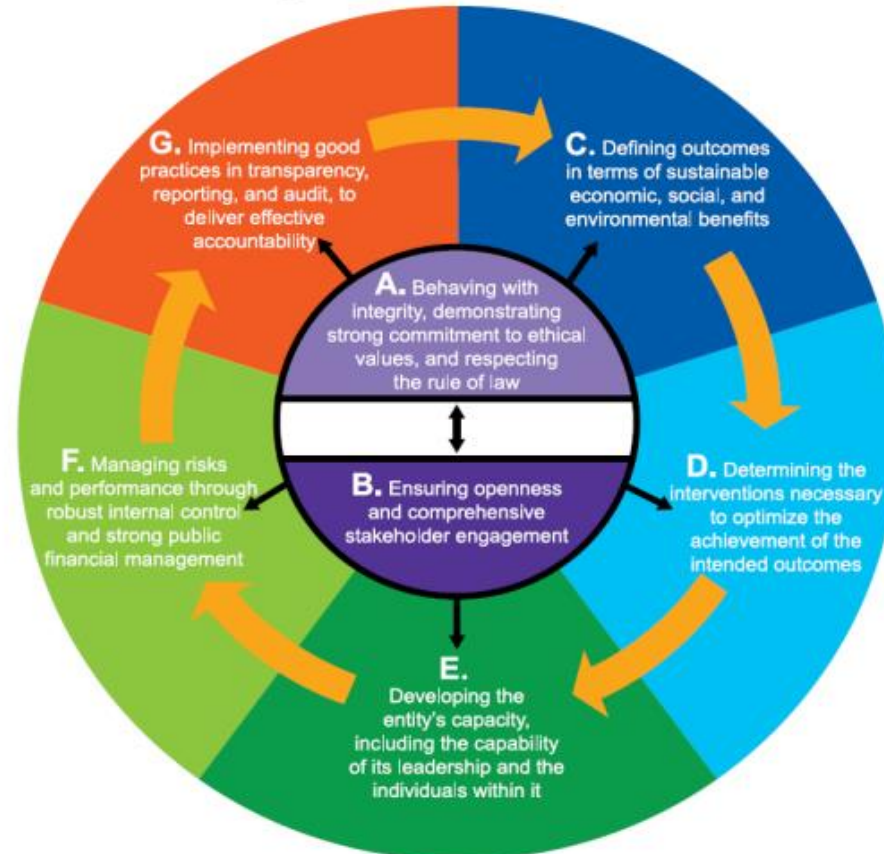 A. Behaving with
integrity, demonstrating
strong commitment to ethical
values, and respecting
the rule of law
B. Ensuring openness
and comprehensive
stakeholder engagement
C. Defining outcomes
in terms of sustainable
economic, social, and
environmental benefits
D. Determining the
interventions necessary
to optimize the
achievement of the
intended outcomes
E.
Developing the
entity's capacity,
including the capability
of its leadership and the
individuals within it
F. Managing risks
and performance through
robust internal control
and strong public
financial management
G. Implementing good
practices in transparency,
reporting, and audit, to
deliver effective
accountability